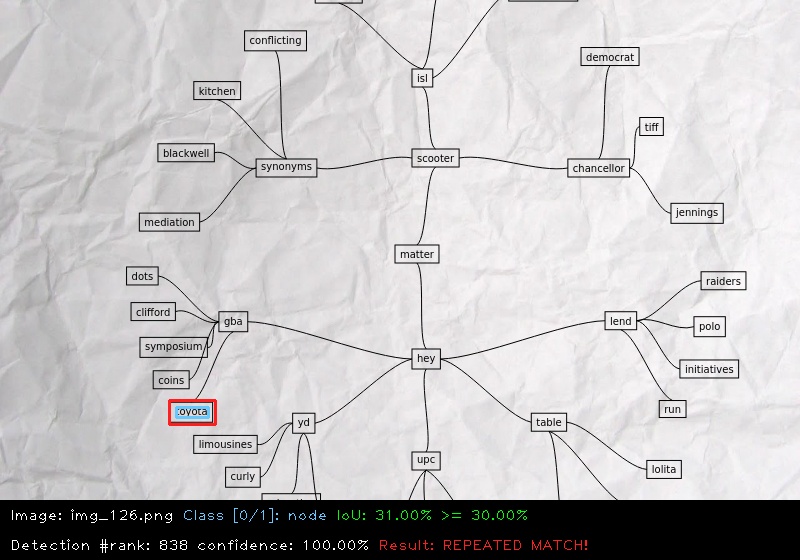 conflicting
democrat
isl
kitchen
tiff
blackwell
scooter
synonyms
chancellor
jennings
mediation
matter
dots
raiders
clifford
gba
lend
polo
symposium
hey
initiatives
coins
run
toyota
yd
table
limousines
upc
lolita
curly
Image: img_126.png Class [0/1]: node IoU: 31.00% >= 30.00%
Detection #rank: 838 confidence: 100.00% Result: REPEATED MATCH!